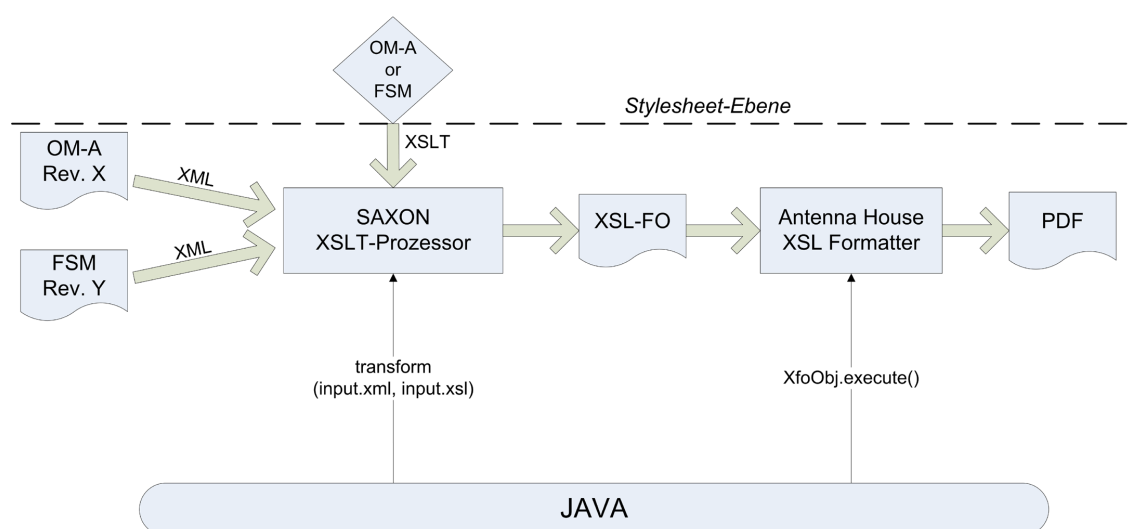 OM-A
or
FSM
Stylesheet-Ebene
XSLT
OM-A
Rev. X
XML
FSM
Rev. Y
XML
SAXON
XSLT-Prozessor
XSL-FO
Antenna House
XSL Formatter
PDF
transform
(input.xml, input.xsl)
XfoObj.execute()
JAVA